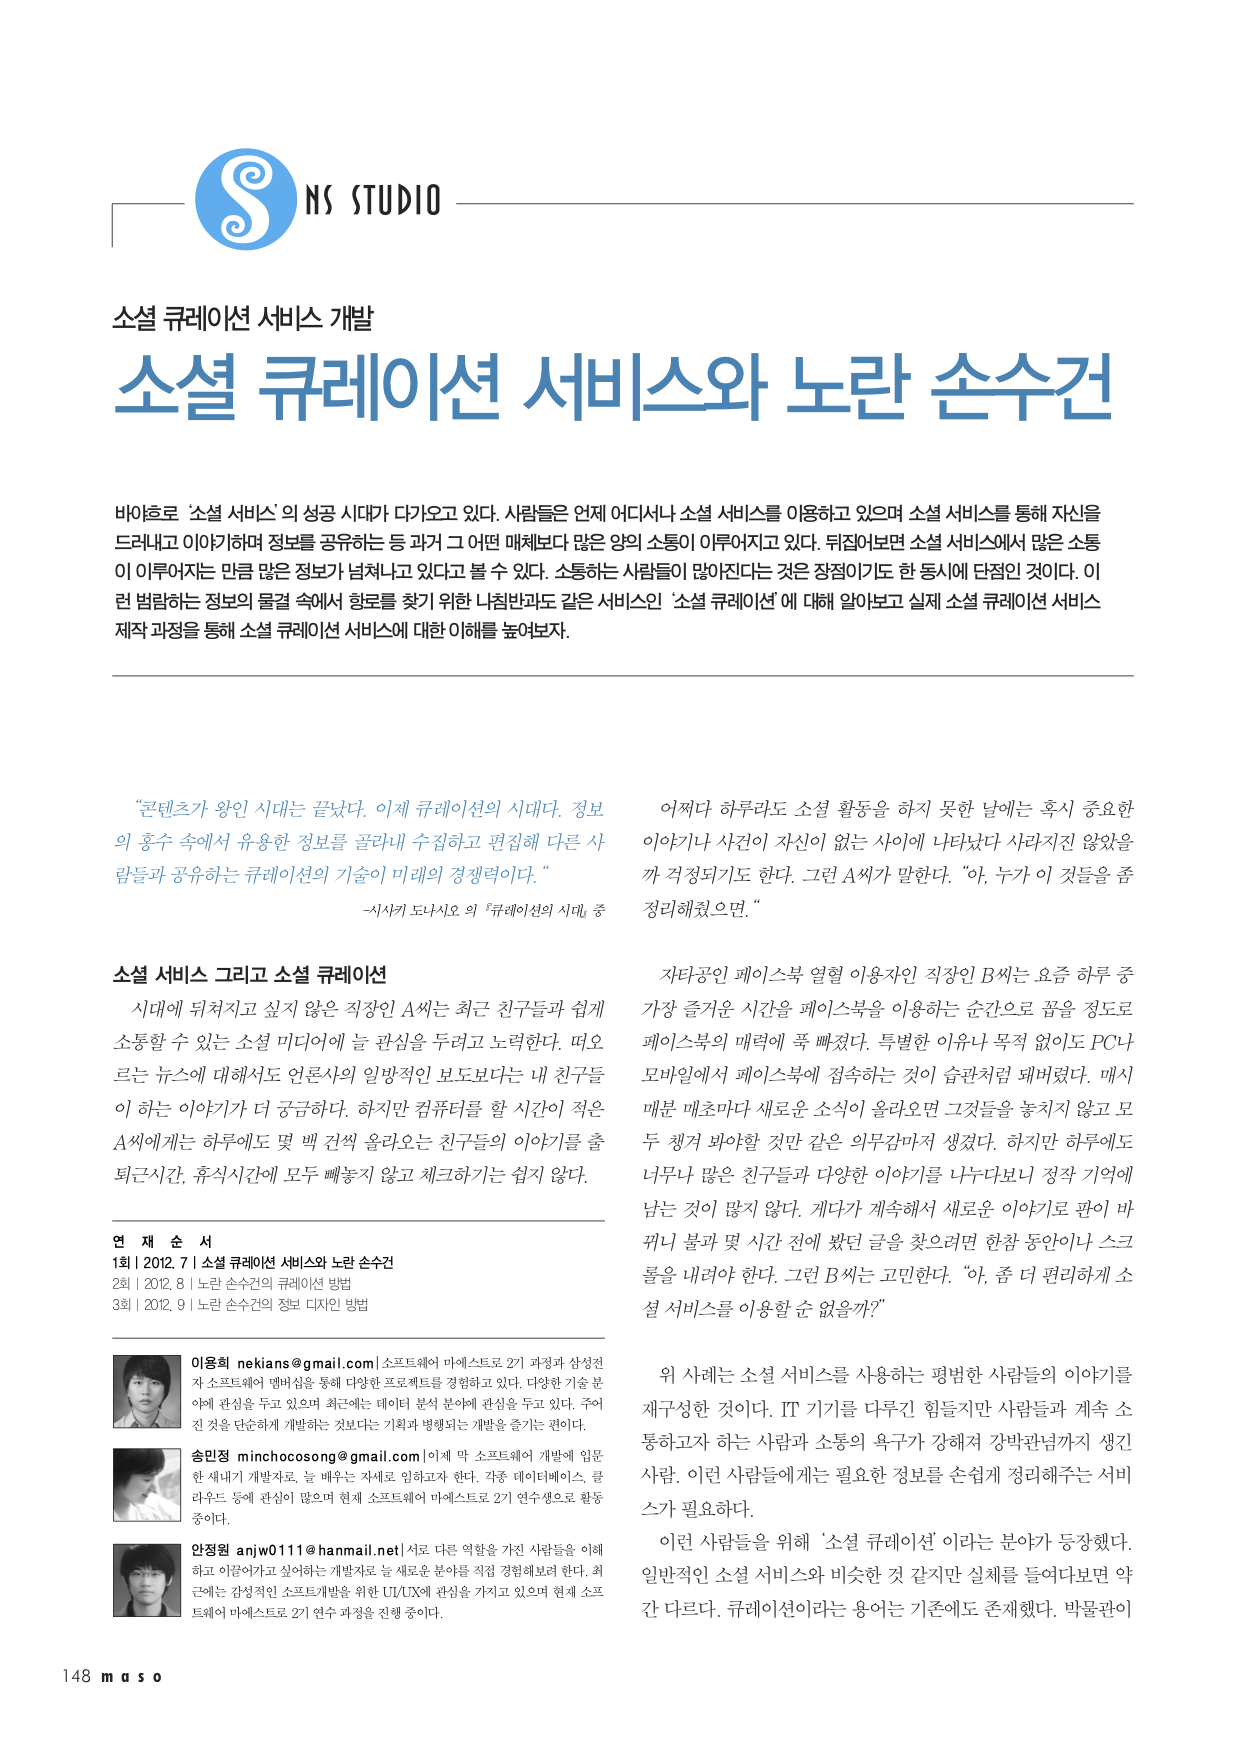 SNS STUDIO
소셜 큐레이션 서비스 개발
소셜 큐레이션 서비스와 노란 손수건
바야흐로 ‘소셜 서비스’의 성공 시대가 다가오고 있다. 사람들은 언제 어디서나 소셜 서비스를 이용하고 있으며 소셜 서비스를 통해 자신을
드러내고 이야기하며 정보를 공유하는 등 과거 그 어떤 매체보다 많은 양의 소통이 이루어지고 있다. 뒤집어보면 소셜 서비스에서 많은 소통
이 이루어지는 만큼 많은 정보가 넘쳐나고 있다고 볼 수 있다. 소통하는 사람들이 많아진다는 것은 장점이기도 한 동시에 단점인 것이다. 이
런 범람하는 정보의 물결 속에서 항로를 찾기 위한 나침반과도 같은 서비스인 ‘소셜 큐레이션’에 대해 알아보고 실제 소셜 큐레이션 서비스
제작 과정을 통해 소셜 큐레이션 서비스에 대한 이해를 높여보자.
“콘텐츠가 왕인 시대는 끝났다. 이제 큐레이션의 시대다. 정보
의 홍수 속에서 유용한 정보를 골라내 수집하고 편집해 다른 사
람들과 공유하는 큐레이션의 기술이 미래의 경쟁력이다.“
-사사키 도나시오 의 『큐레이션의 시대』 중
소셜 서비스 그리고 소셜 큐레이션
시대에 뒤쳐지고 싶지 않은 직장인 A씨는 최근 친구들과 쉽게
소통할 수 있는 소셜 미디어에 늘 관심을 두려고 노력한다. 떠오
르는 뉴스에 대해서도 언론사의 일방적인 보도보다는 내 친구들
이 하는 이야기가 더 궁금하다. 하지만 컴퓨터를 할 시간이 적은
A씨에게는 하루에도 몇 백 건씩 올라오는 친구들의 이야기를 출
퇴근시간, 휴식시간에 모두 빼놓지 않고 체크하기는 쉽지 않다.
연 재 순 서
1회 | 2012. 7 | 소셜 큐레이션 서비스와 노란 손수건
2회 | 2012. 8 | 노란 손수건의 큐레이션 방법
3회 | 2012. 9 | 노란 손수건의 정보 디자인 방법
이용희 nekians@gmail.com|소프트웨어 마에스트로 2기 과정과 삼성전
자 소프트웨어 멤버십을 통해 다양한 프로젝트를 경험하고 있다. 다양한 기술 분
야에 관심을 두고 있으며 최근에는 데이터 분석 분야에 관심을 두고 있다. 주어
진 것을 단순하게 개발하는 것보다는 기획과 병행되는 개발을 즐기는 편이다.
송민정 minchocosong@gmail.com|이제 막 소프트웨어 개발에 입문
한 새내기 개발자로, 늘 배우는 자세로 임하고자 한다. 각종 데이터베이스, 클
라우드 등에 관심이 많으며 현재 소프트웨어 마에스트로 2기 연수생으로 활동
중이다.
안정원 anjw0111@hanmail.net|서로 다른 역할을 가진 사람들을 이해
하고 이끌어가고 싶어하는 개발자로 늘 새로운 분야를 직접 경험해보려 한다. 최
근에는 감성적인 소프트개발을 위한 UI/UX에 관심을 가지고 있으며 현재 소프
트웨어 마에스트로 2기 연수 과정을 진행 중이다.
어쩌다 하루라도 소셜 활동을 하지 못한 날에는 혹시 중요한
이야기나 사건이 자신이 없는 사이에 나타났다 사라지진 않았을
까 걱정되기도 한다. 그런 A씨가 말한다. “아, 누가 이 것들을 좀
정리해줬으면.“
자타공인 페이스북 열혈 이용자인 직장인 B씨는 요즘 하루 중
가장 즐거운 시간을 페이스북을 이용하는 순간으로 꼽을 정도로
페이스북의 매력에 푹 빠졌다. 특별한 이유나 목적 없이도 PC나
모바일에서 페이스북에 접속하는 것이 습관처럼 돼버렸다. 매시
매분 매초마다 새로운 소식이 올라오면 그것들을 놓치지 않고 모
두 챙겨 봐야할 것만 같은 의무감마저 생겼다. 하지만 하루에도
너무나 많은 친구들과 다양한 이야기를 나누다보니 정작 기억에
남는 것이 많지 않다. 게다가 계속해서 새로운 이야기로 판이 바
뀌니 불과 몇 시간 전에 봤던 글을 찾으려면 한참 동안이나 스크
롤을 내려야 한다. 그런 B씨는 고민한다. “아, 좀 더 편리하게 소
셜 서비스를 이용할 순 없을까?”
위 사례는 소셜 서비스를 사용하는 평범한 사람들의 이야기를
재구성한 것이다. IT 기기를 다루긴 힘들지만 사람들과 계속 소
통하고자 하는 사람과 소통의 욕구가 강해져 강박관념까지 생긴
사람. 이런 사람들에게는 필요한 정보를 손쉽게 정리해주는 서비
스가 필요하다.
이런 사람들을 위해 ‘소셜 큐레이션’이라는 분야가 등장했다.
일반적인 소셜 서비스와 비슷한 것 같지만 실체를 들여다보면 약
간 다르다. 큐레이션이라는 용어는 기존에도 존재했다. 박물관이
148 maso